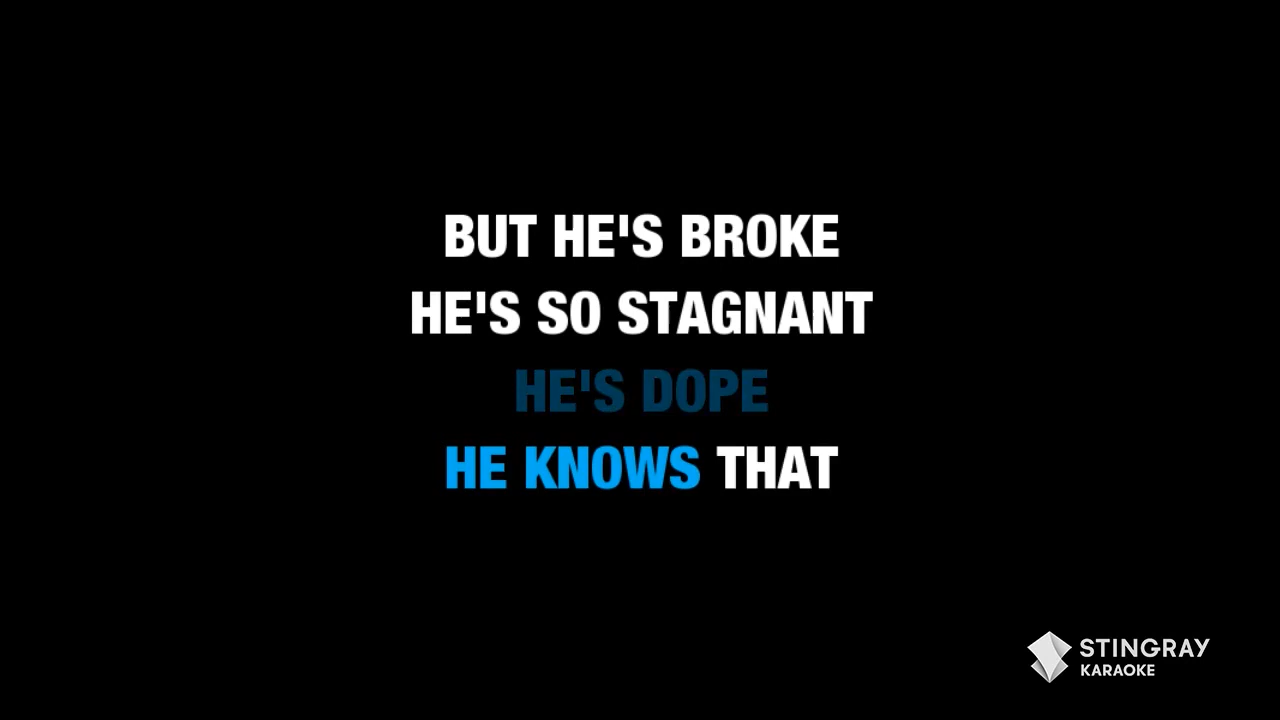 BUT HE'S BROKE
HE'S SO STAGNANT
HE'S DOPE
HE KNOWS THAT
STINGRAY
KARAOKE